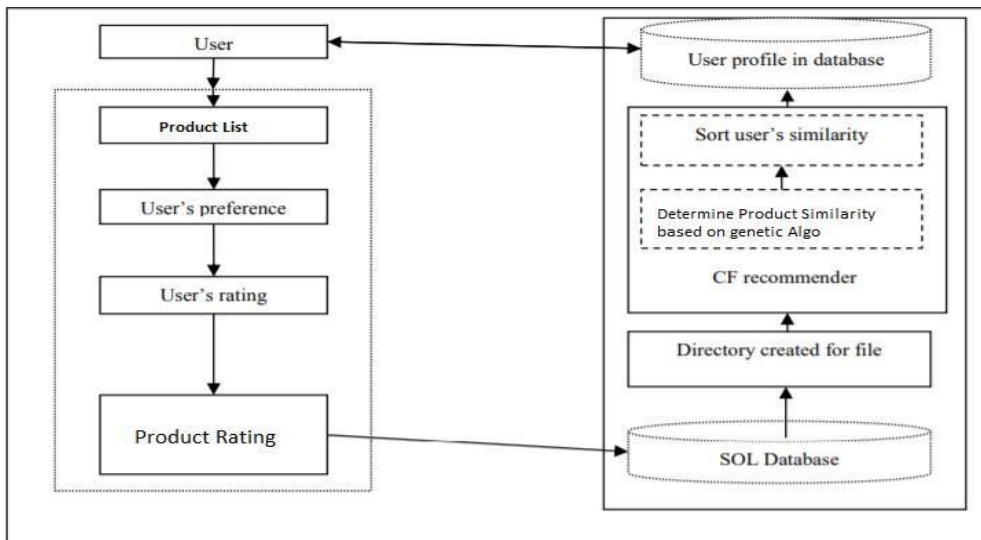 User
Product List
User's preference
User's rating
Product Rating
User profile in database
Sort user's similarity
Determine Product Similarity
based on genetic Algo
CF recommender
Directory created for file
SOL Database